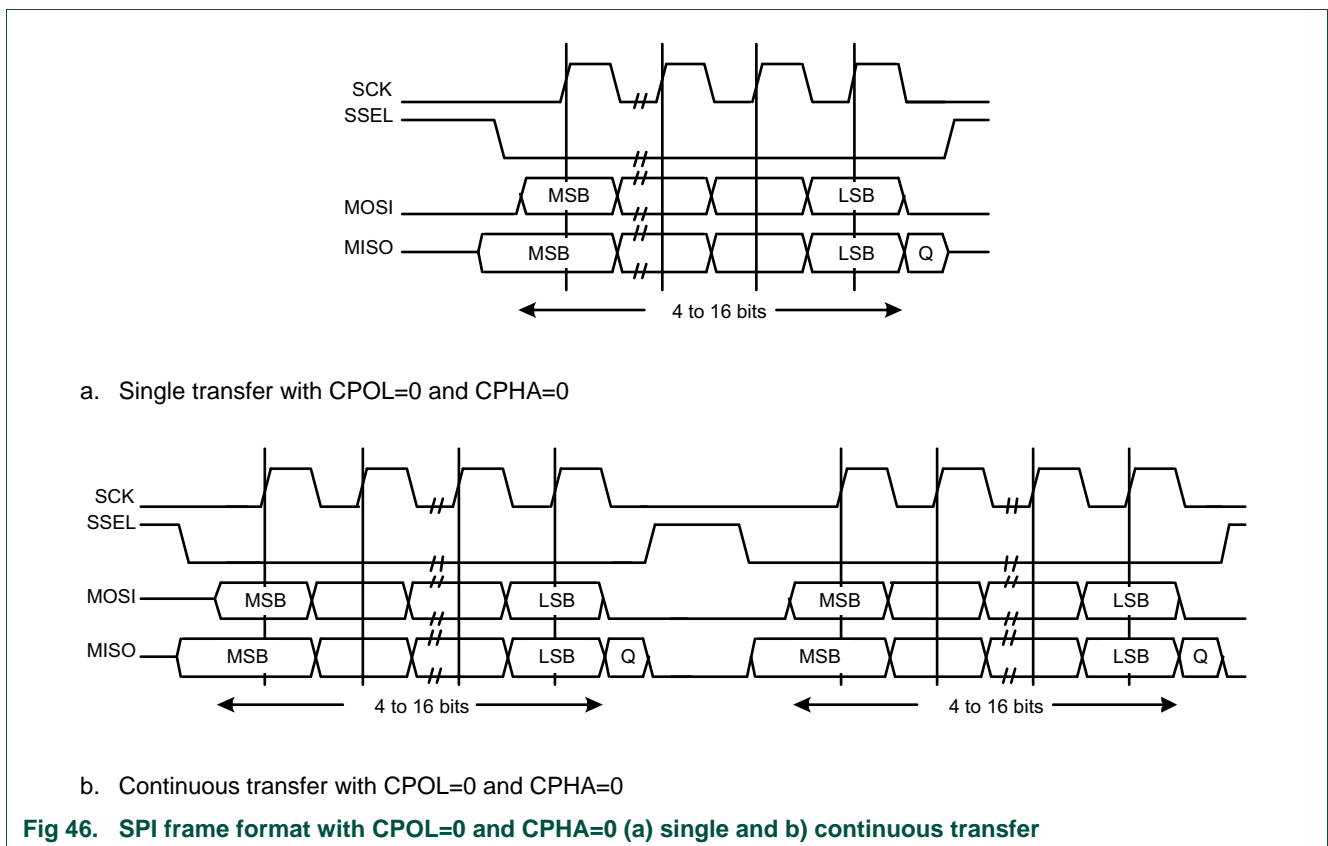 SCK
SSEL
MOSI MSB LSB
MISO MSB LSB Q
4 to 16 bits
a. Single transfer with CPOL=0 and CPHA=0
SCK
SSEL
MOSI MSB LSB MSB LSB
MISO MSB LSB Q MSB LSB Q
4 to 16 bits 4 to 16 bits
b. Continuous transfer with CPOL=0 and CPHA=0
Fig 46. SPI frame format with CPOL=0 and CPHA=0 (a) single and b) continuous transfer